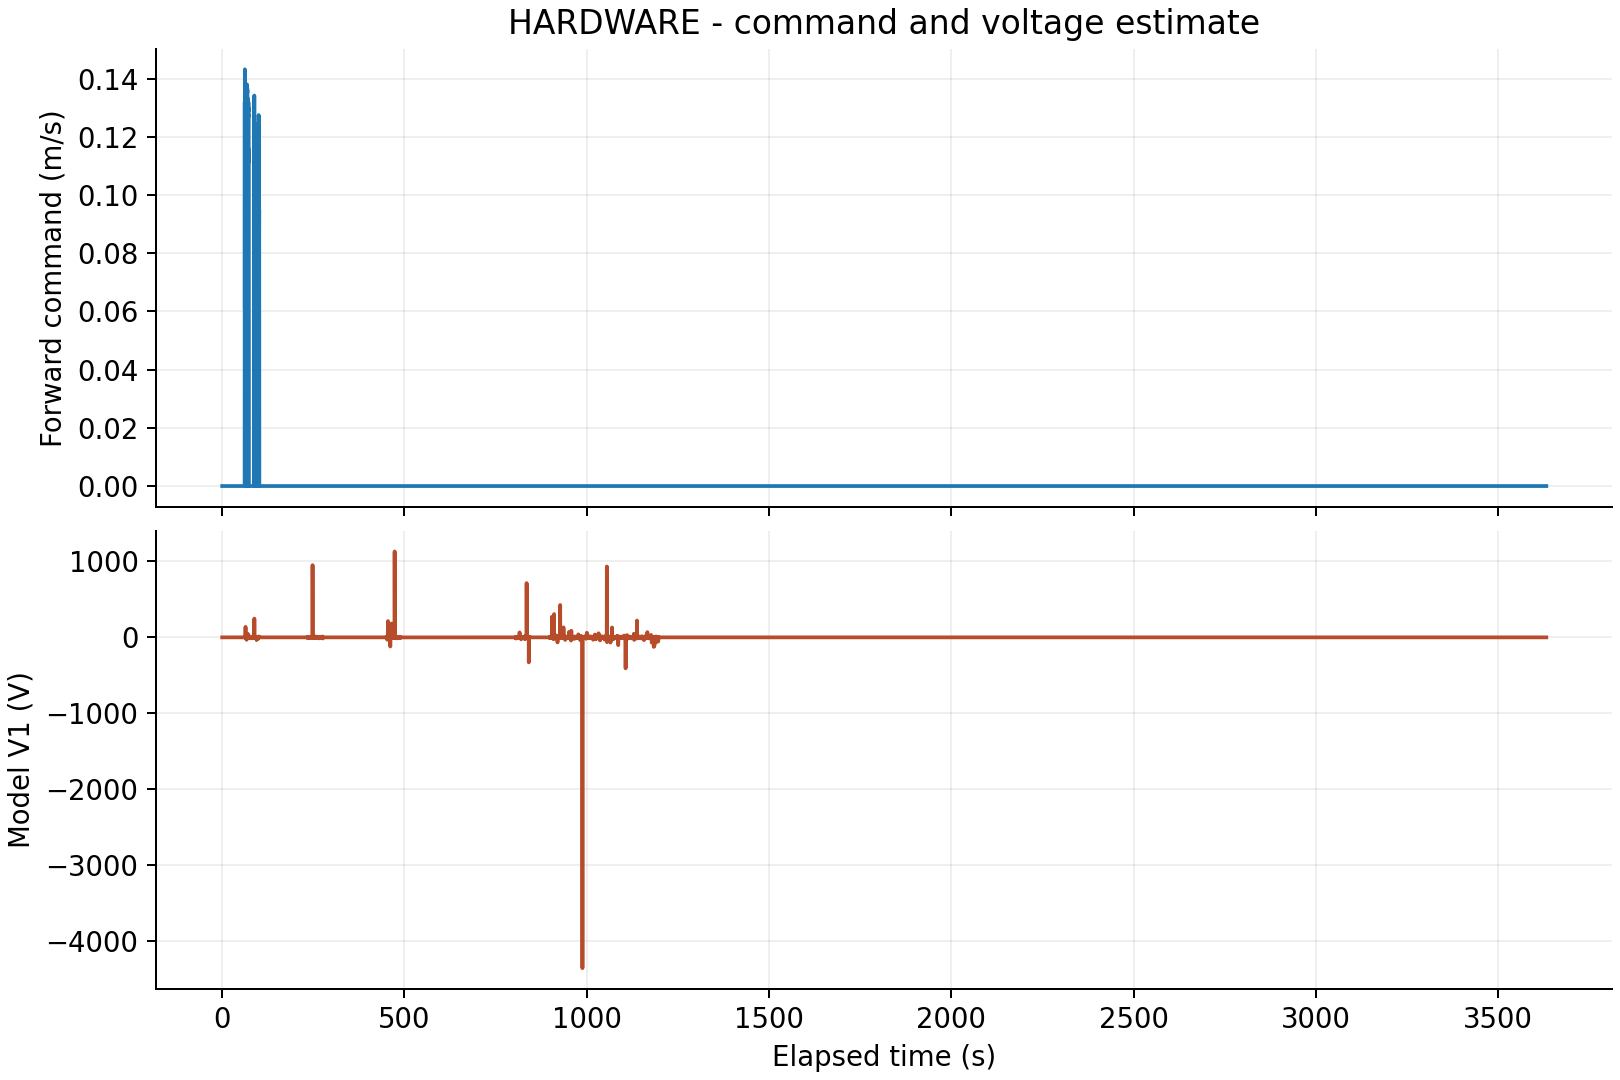 HARDWARE - command and voltage estimate
Forward command (m/s)
0.14
0.12
0.10
0.08
0.06
0.04
0.02
0.00
Model V1 (V)
1000
0
−1000
−2000
−3000
−4000
0 500 1000 1500 2000 2500 3000 3500
Elapsed time (s)